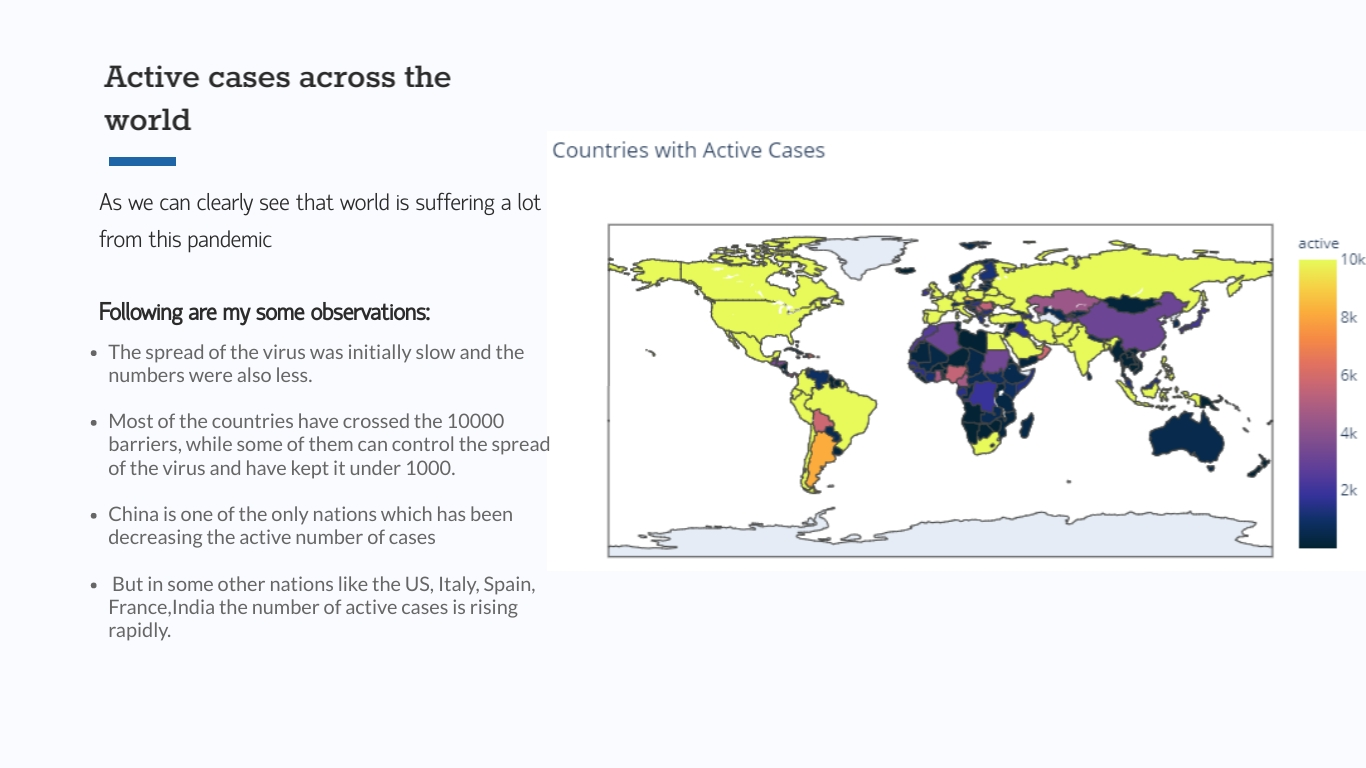 Active cases across the
world
As we can clearly see that world is suffering a lot
from this pandemic
Following are my some observations:
• The spread of the virus was initially slow and the
numbers were also less.
• Most of the countries have crossed the 10000
barriers, while some of them can control the spread
of the virus and have kept it under 1000.
• China is one of the only nations which has been
decreasing the active number of cases
• But in some other nations like the US, Italy, Spain,
France,India the number of active cases is rising
rapidly.
Countries with Active Cases
active
10k
8k
6k
4k
2k